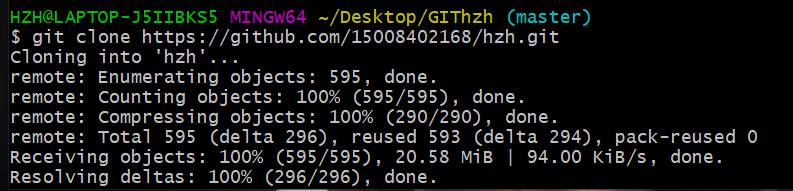 HZH@LAPTOP-J5IIBKS5 MINGW64 ~/Desktop/GIThzh (master)
$ git clone https://github.com/15008402168/hzh.git
Cloning into 'hzh'...
remote: Enumerating objects: 595, done.
remote: Counting objects: 100% (595/595), done.
remote: Compressing objects: 100% (290/290), done.
remote: Total 595 (delta 296), reused 593 (delta 294), pack-reused 0
Receiving objects: 100% (595/595), 20.58 MiB | 94.00 KiB/s, done.
Resolving deltas: 100% (296/296), done.